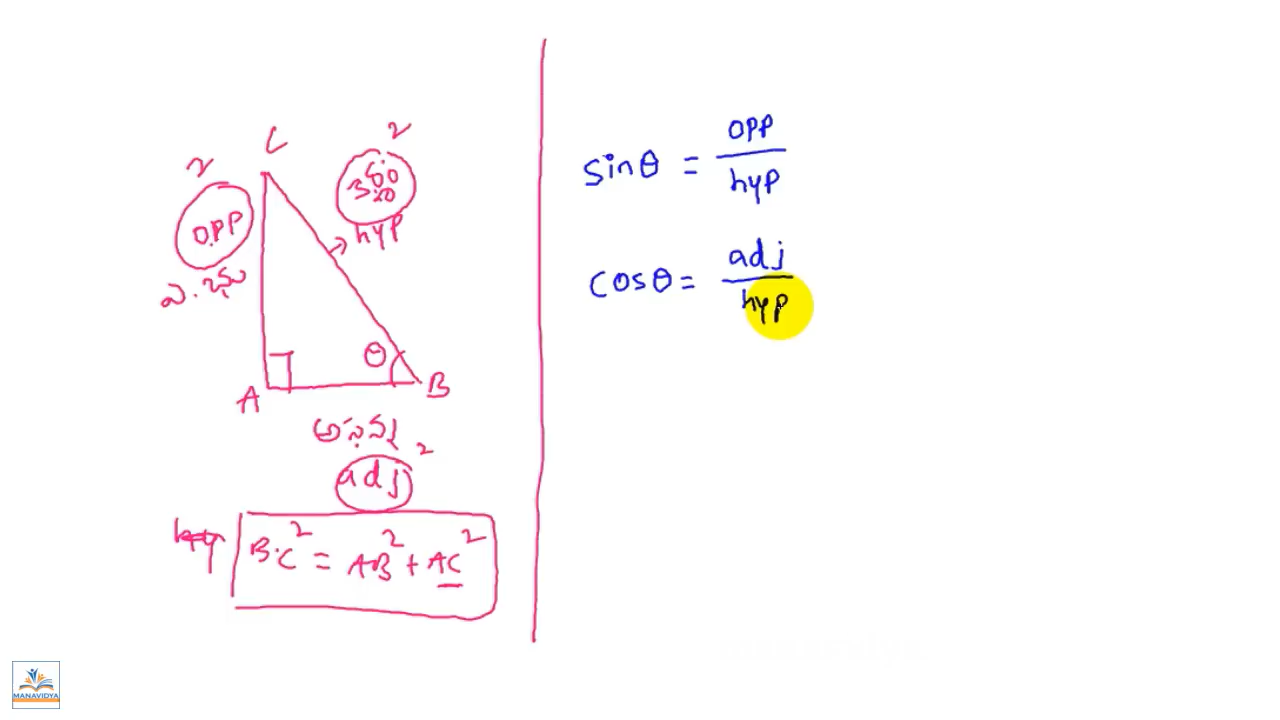 C
2
2
opp
hyp
ఎ. భు
θ
A
B
adj
2
BC² = AB² + AC²
sinθ = opp/hyp
cosθ = adj/hyp
MANAVIDYA